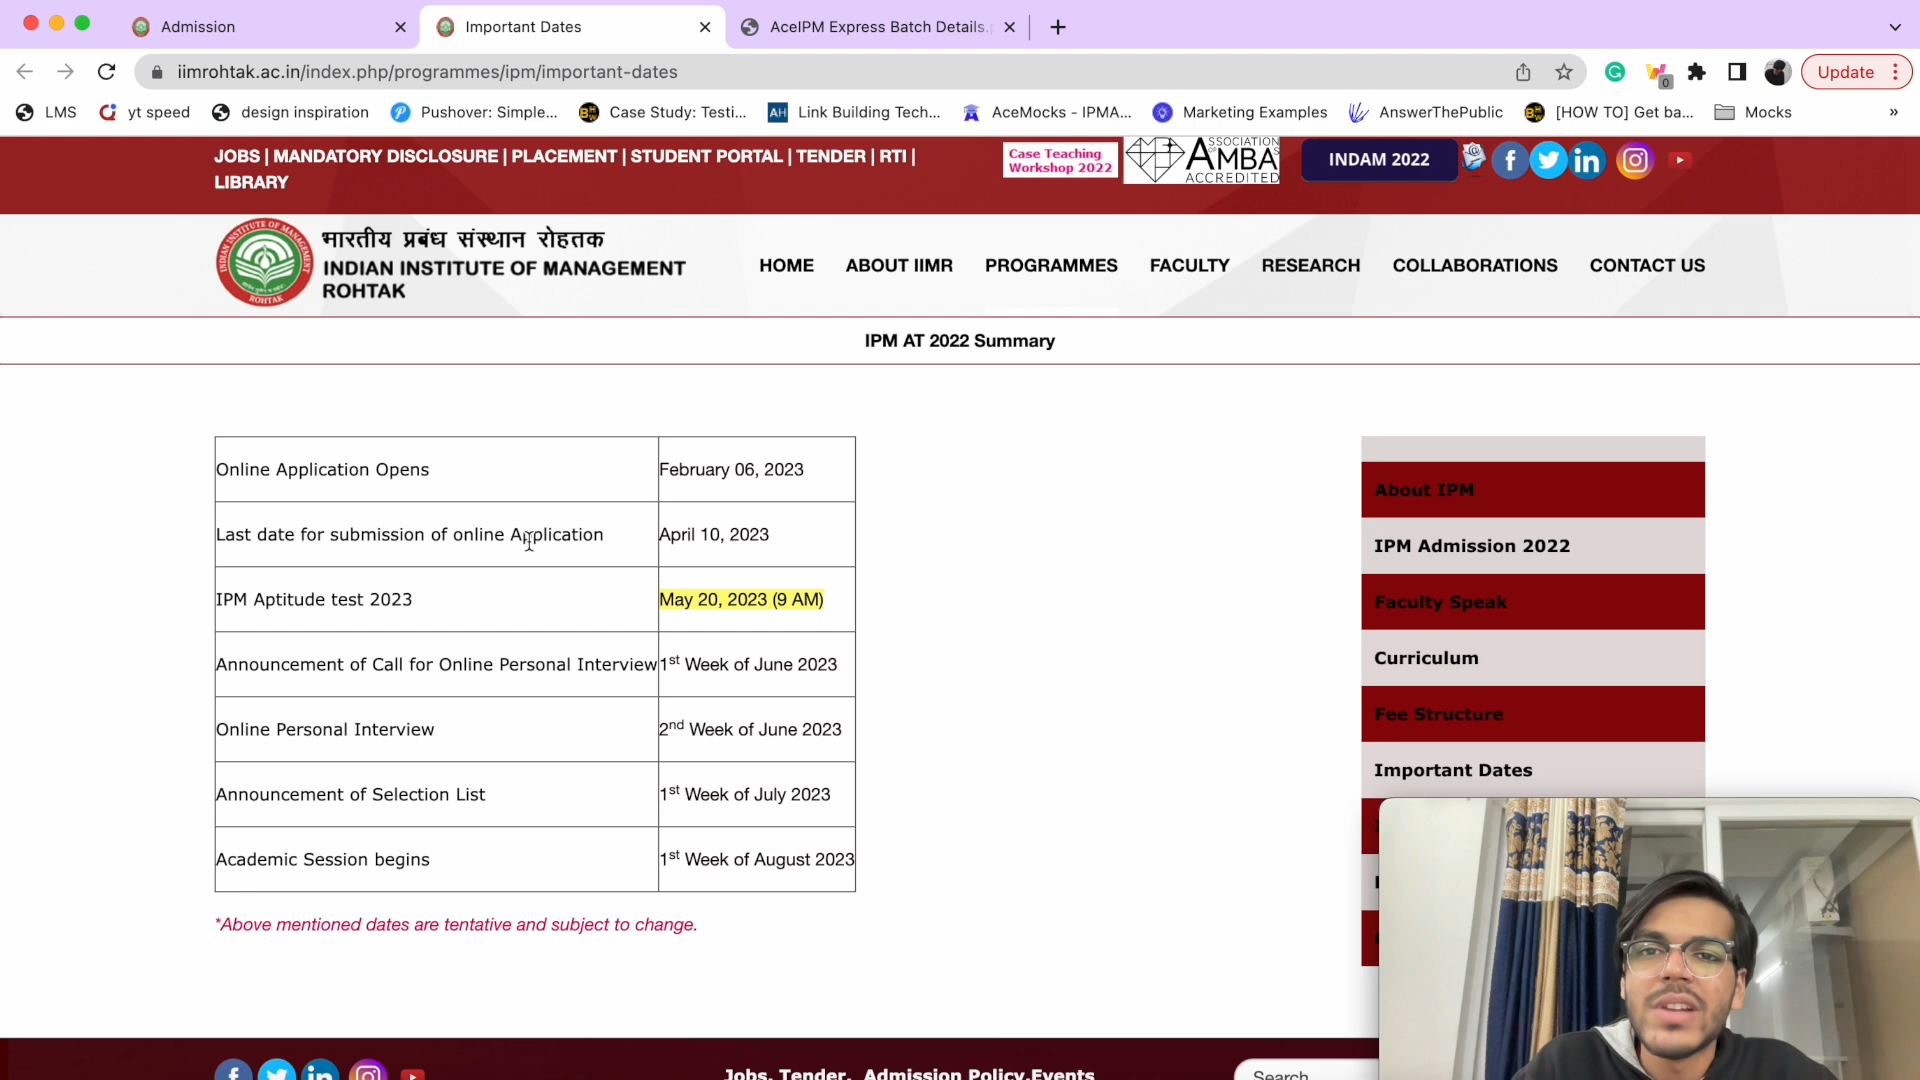 Admission
Important Dates
AceIPM Express Batch Details.
iimrohtak.ac.in/index.php/programmes/ipm/important-dates
0
Update
LMS
yt speed
design inspiration
Pushover: Simple...
Case Study: Testi...
AH
Link Building Tech...
AceMocks - IPMA...
Marketing Examples
AnswerThePublic
[HOW TO] Get ba...
Mocks
»
JOBS | MANDATORY DISCLOSURE | PLACEMENT | STUDENT PORTAL | TENDER | RTI |
LIBRARY
Case Teaching
Workshop 2022
ASSOCIATION
OF
AMBAs
ACCREDITED
INDAM 2022
भारतीय प्रबंध संस्थान रोहतक
INDIAN INSTITUTE OF MANAGEMENT
ROHTAK
INDIAN INSTITUTE OF MANAGEMENT
ROHTAK
HOME
ABOUT IIMR
PROGRAMMES
FACULTY
RESEARCH
COLLABORATIONS
CONTACT US
IPM AT 2022 Summary
Online Application Opens February 06, 2023
Last date for submission of online Application April 10, 2023
IPM Aptitude test 2023 May 20, 2023 (9 AM)
Announcement of Call for Online Personal Interview 1st Week of June 2023
Online Personal Interview 2nd Week of June 2023
Announcement of Selection List 1st Week of July 2023
Academic Session begins 1st Week of August 2023
*Above mentioned dates are tentative and subject to change.
About IPM
IPM Admission 2022
Faculty Speak
Curriculum
Fee Structure
Important Dates
Jobs, Tender, Admission Policy,Events
Search